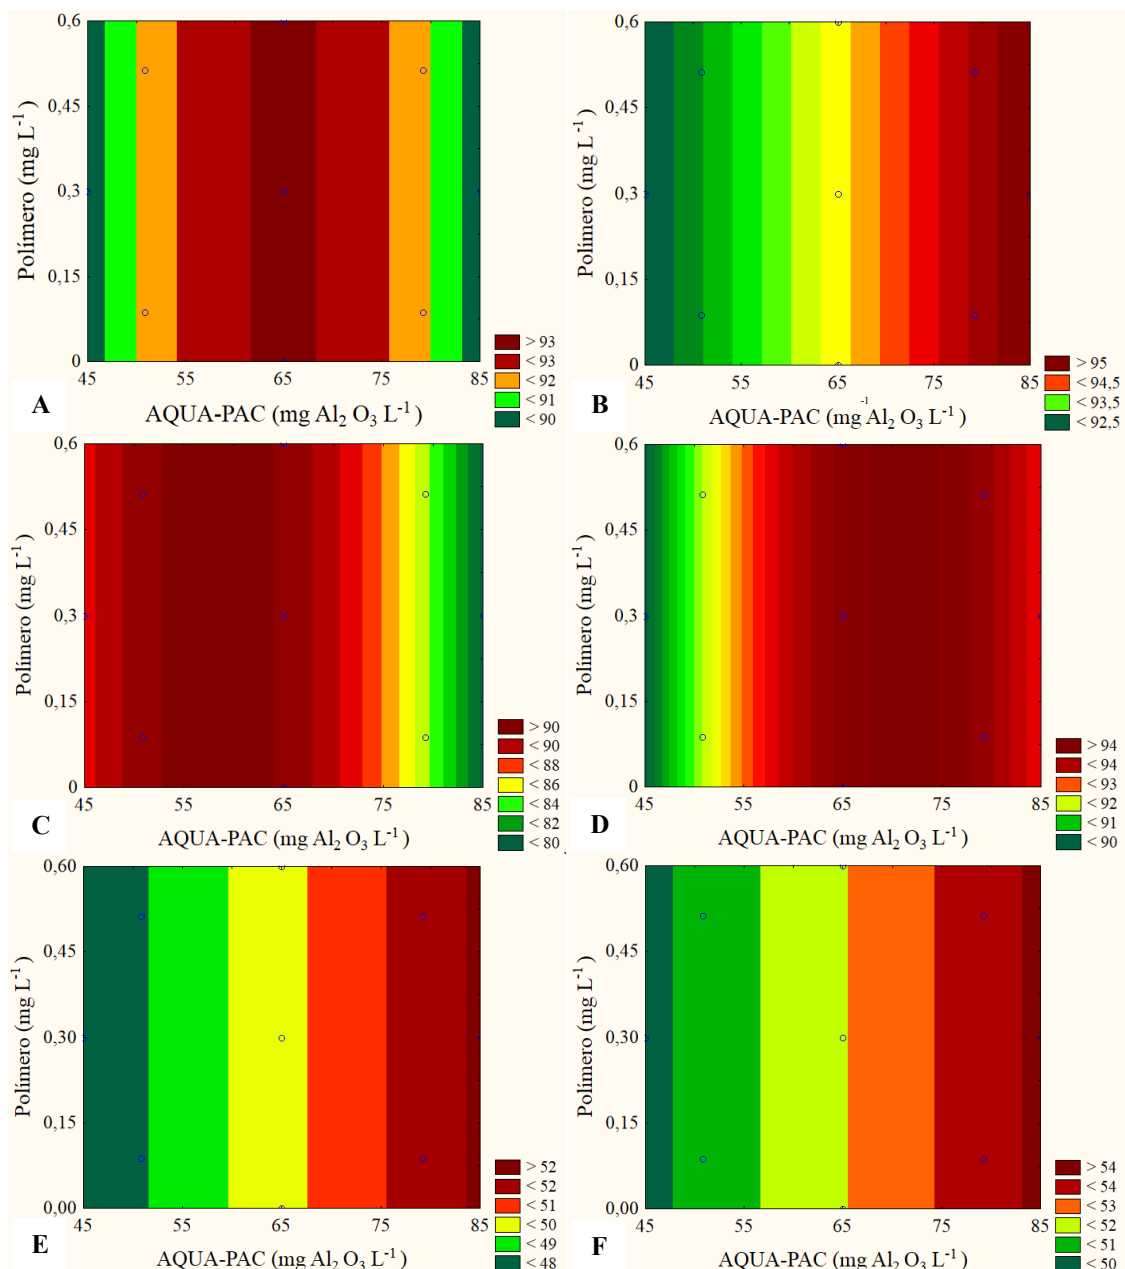 0,6
0,45
0,3
0,15
0
Polímero (mg L⁻¹)
45 55 65 75 85
AQUA-PAC (mg Al₂ O₃ L⁻¹ )
> 93
< 93
< 92
< 91
< 90
A
0,6
0,45
0,3
0,15
0
Polímero (mg L⁻¹ )
45 55 65 75 85
-1
AQUA-PAC (mg Al₂ O₃ L⁻¹ )
> 95
< 94,5
< 93,5
< 92,5
B
0,6
0,45
0,3
0,15
0
Polímero (mg L⁻¹ )
45 55 65 75 85
AQUA-PAC (mg Al₂ O₃ L⁻¹ )
> 90
< 90
< 88
< 86
< 84
< 82
< 80
C
0,6
0,45
0,3
0,15
0
Polímero (mg L⁻¹ )
45 55 65 75 85
AQUA-PAC (mg Al₂ O₃ L⁻¹ )
> 94
< 94
< 93
< 92
< 91
< 90
D
0,60
0,45
0,30
0,15
0,00
Polímero (mg L⁻¹ )
45 55 65 75 85
AQUA-PAC (mg Al₂ O₃ L⁻¹ )
> 52
< 52
< 51
< 50
< 49
< 48
E
0,60
0,45
0,30
0,15
0,00
Polímero (mg L⁻¹ )
45 55 65 75 85
AQUA-PAC (mg Al₂ O₃ L⁻¹ )
> 54
< 54
< 53
< 52
< 51
< 50
F